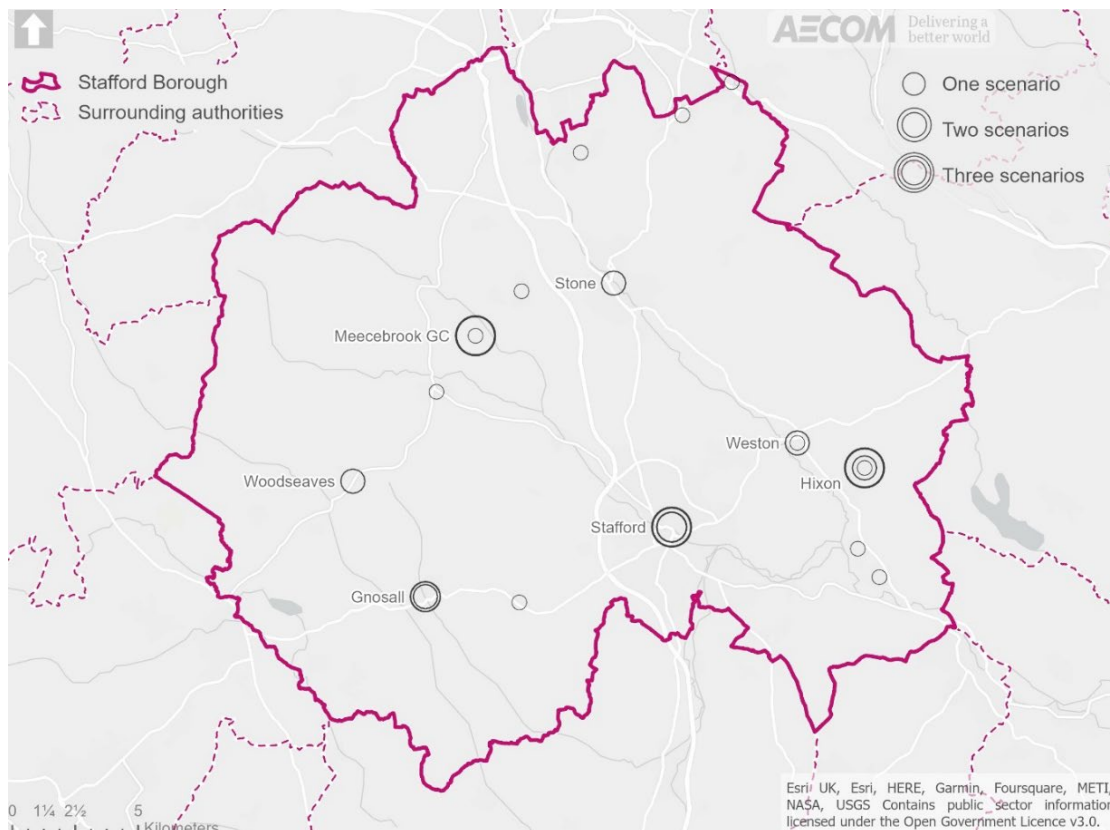 AECOM Delivering a
better world
Stafford Borough
Surrounding authorities
One scenario
Two scenarios
Three scenarios
Stone
Meecebrook GC
Weston
Woodseaves
Hixon
Stafford
Gnosall
0 1¼ 2½ 5
Kilometers
Esri UK, Esri, HERE, Garmin, Foursquare, METI,
NASA, USGS Contains public sector information
licensed under the Open Government Licence v3.0.